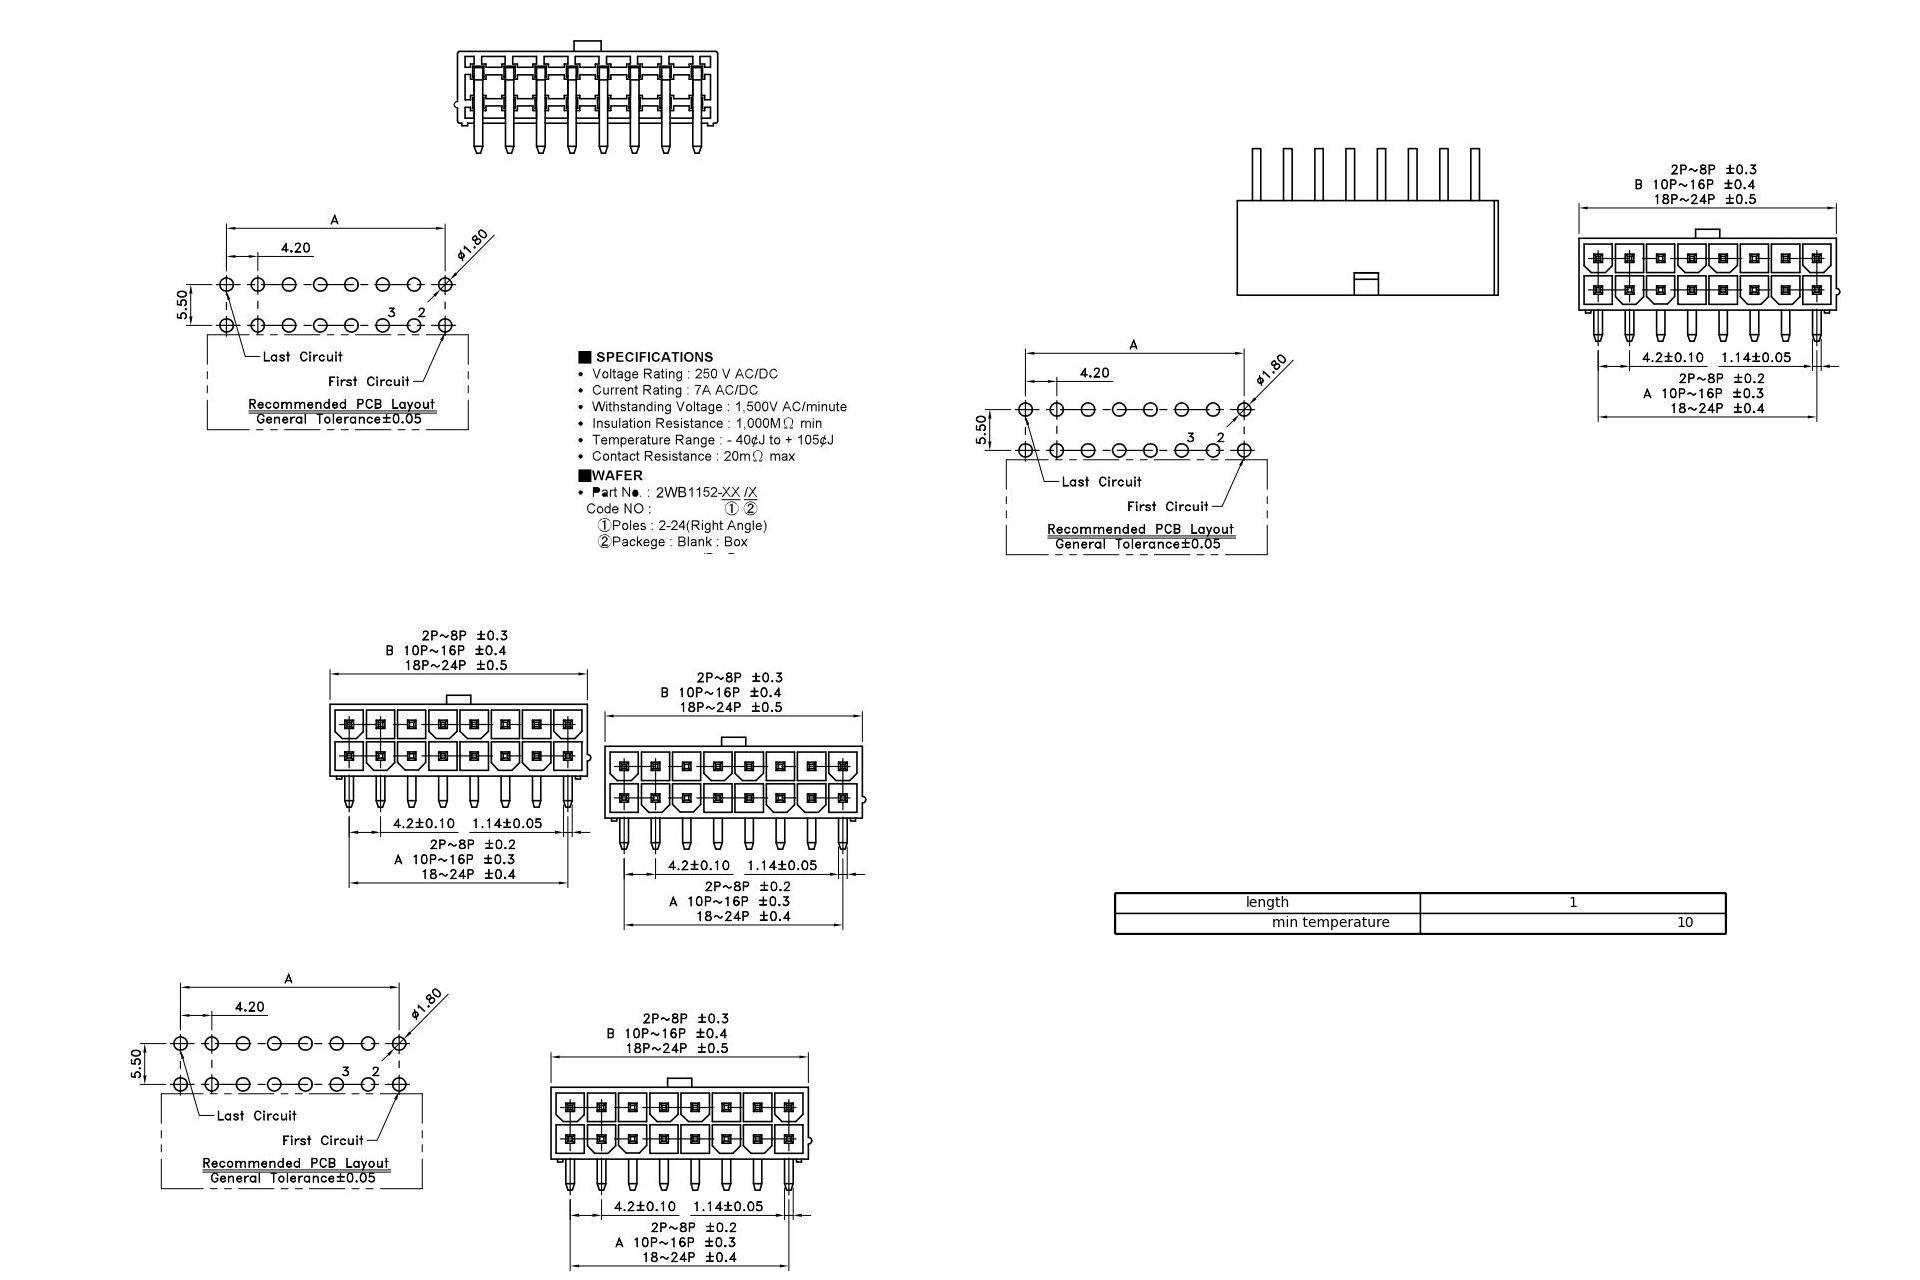 A
4.20
ø1.80
5.50
3 2
Last Circuit
First Circuit
Recommended PCB Layout
General Tolerance±0.05
2P~8P ±0.3
B 10P~16P ±0.4
18P~24P ±0.5
4.2±0.10 1.14±0.05
2P~8P ±0.2
A 10P~16P ±0.3
18~24P ±0.4
■ SPECIFICATIONS
• Voltage Rating : 250 V AC/DC
• Current Rating : 7A AC/DC
• Withstanding Voltage : 1,500V AC/minute
• Insulation Resistance : 1,000MΩ min
• Temperature Range : - 40¢J to + 105¢J
• Contact Resistance : 20mΩ max
■WAFER
• Part No. : 2WB1152-XX /X
Code NO : ① ②
①Poles : 2-24(Right Angle)
②Packege : Blank : Box
A
4.20
ø1.80
5.50
3 2
Last Circuit
First Circuit
Recommended PCB Layout
General Tolerance±0.05
2P~8P ±0.3
B 10P~16P ±0.4
18P~24P ±0.5
4.2±0.10 1.14±0.05
2P~8P ±0.2
A 10P~16P ±0.3
18~24P ±0.4
2P~8P ±0.3
B 10P~16P ±0.4
18P~24P ±0.5
4.2±0.10 1.14±0.05
2P~8P ±0.2
A 10P~16P ±0.3
18~24P ±0.4
length 1
min temperature 10
A
4.20
ø1.80
5.50
3 2
Last Circuit
First Circuit
Recommended PCB Layout
General Tolerance±0.05
2P~8P ±0.3
B 10P~16P ±0.4
18P~24P ±0.5
4.2±0.10 1.14±0.05
2P~8P ±0.2
A 10P~16P ±0.3
18~24P ±0.4